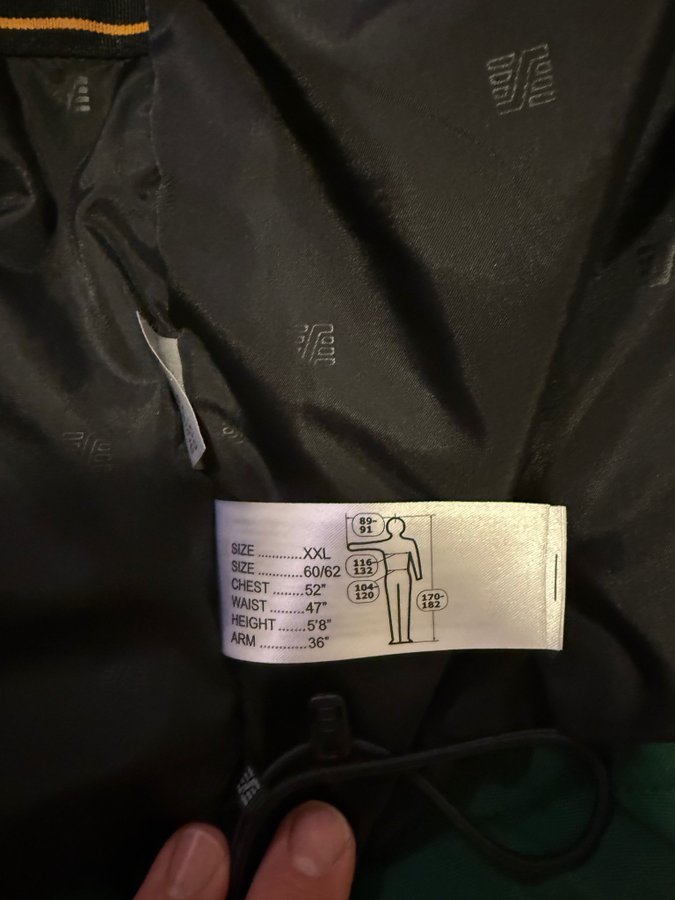 SIZE ............XXL
SIZE ............60/62
CHEST .......52"
WAIST ........47"
HEIGHT .......5'8"
ARM ............36"
89-
91
116-
132
104-
120
170-
182